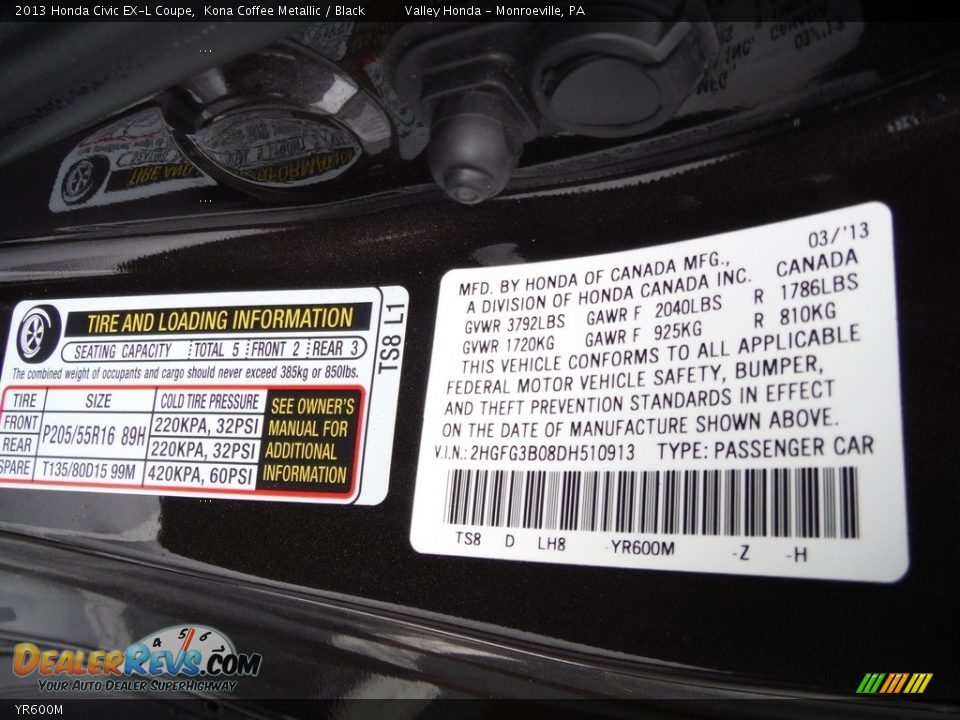 2013 Honda Civic EX-L Coupe, Kona Coffee Metallic / Black Valley Honda - Monroeville, PA
TIRE AND LOADING INFORMATION
SEATING CAPACITY TOTAL 5 FRONT 2 REAR 3
The combined weight of occupants and cargo should never exceed 385kg or 850lbs.
TIRE SIZE COLD TIRE PRESSURE
FRONT P205/55R16 89H 220KPA, 32PSI
REAR 220KPA, 32PSI
SPARE T135/80D15 99M 420KPA, 60PSI
SEE OWNER'S
MANUAL FOR
ADDITIONAL
INFORMATION
TS8 L1
03/'13
MFD. BY HONDA OF CANADA MFG.,
A DIVISION OF HONDA CANADA INC. CANADA
GVWR 3792LBS GAWR F 2040LBS R 1786LBS
GVWR 1720KG GAWR F 925KG R 810KG
THIS VEHICLE CONFORMS TO ALL APPLICABLE
FEDERAL MOTOR VEHICLE SAFETY, BUMPER,
AND THEFT PREVENTION STANDARDS IN EFFECT
ON THE DATE OF MANUFACTURE SHOWN ABOVE.
V.I.N.: 2HGFG3B08DH510913 TYPE: PASSENGER CAR
TS8 D LH8 -YR600M -Z -H
4 5 6
DEALERREVS.COM
YOUR AUTO DEALER SUPERHIGHWAY
YR600M